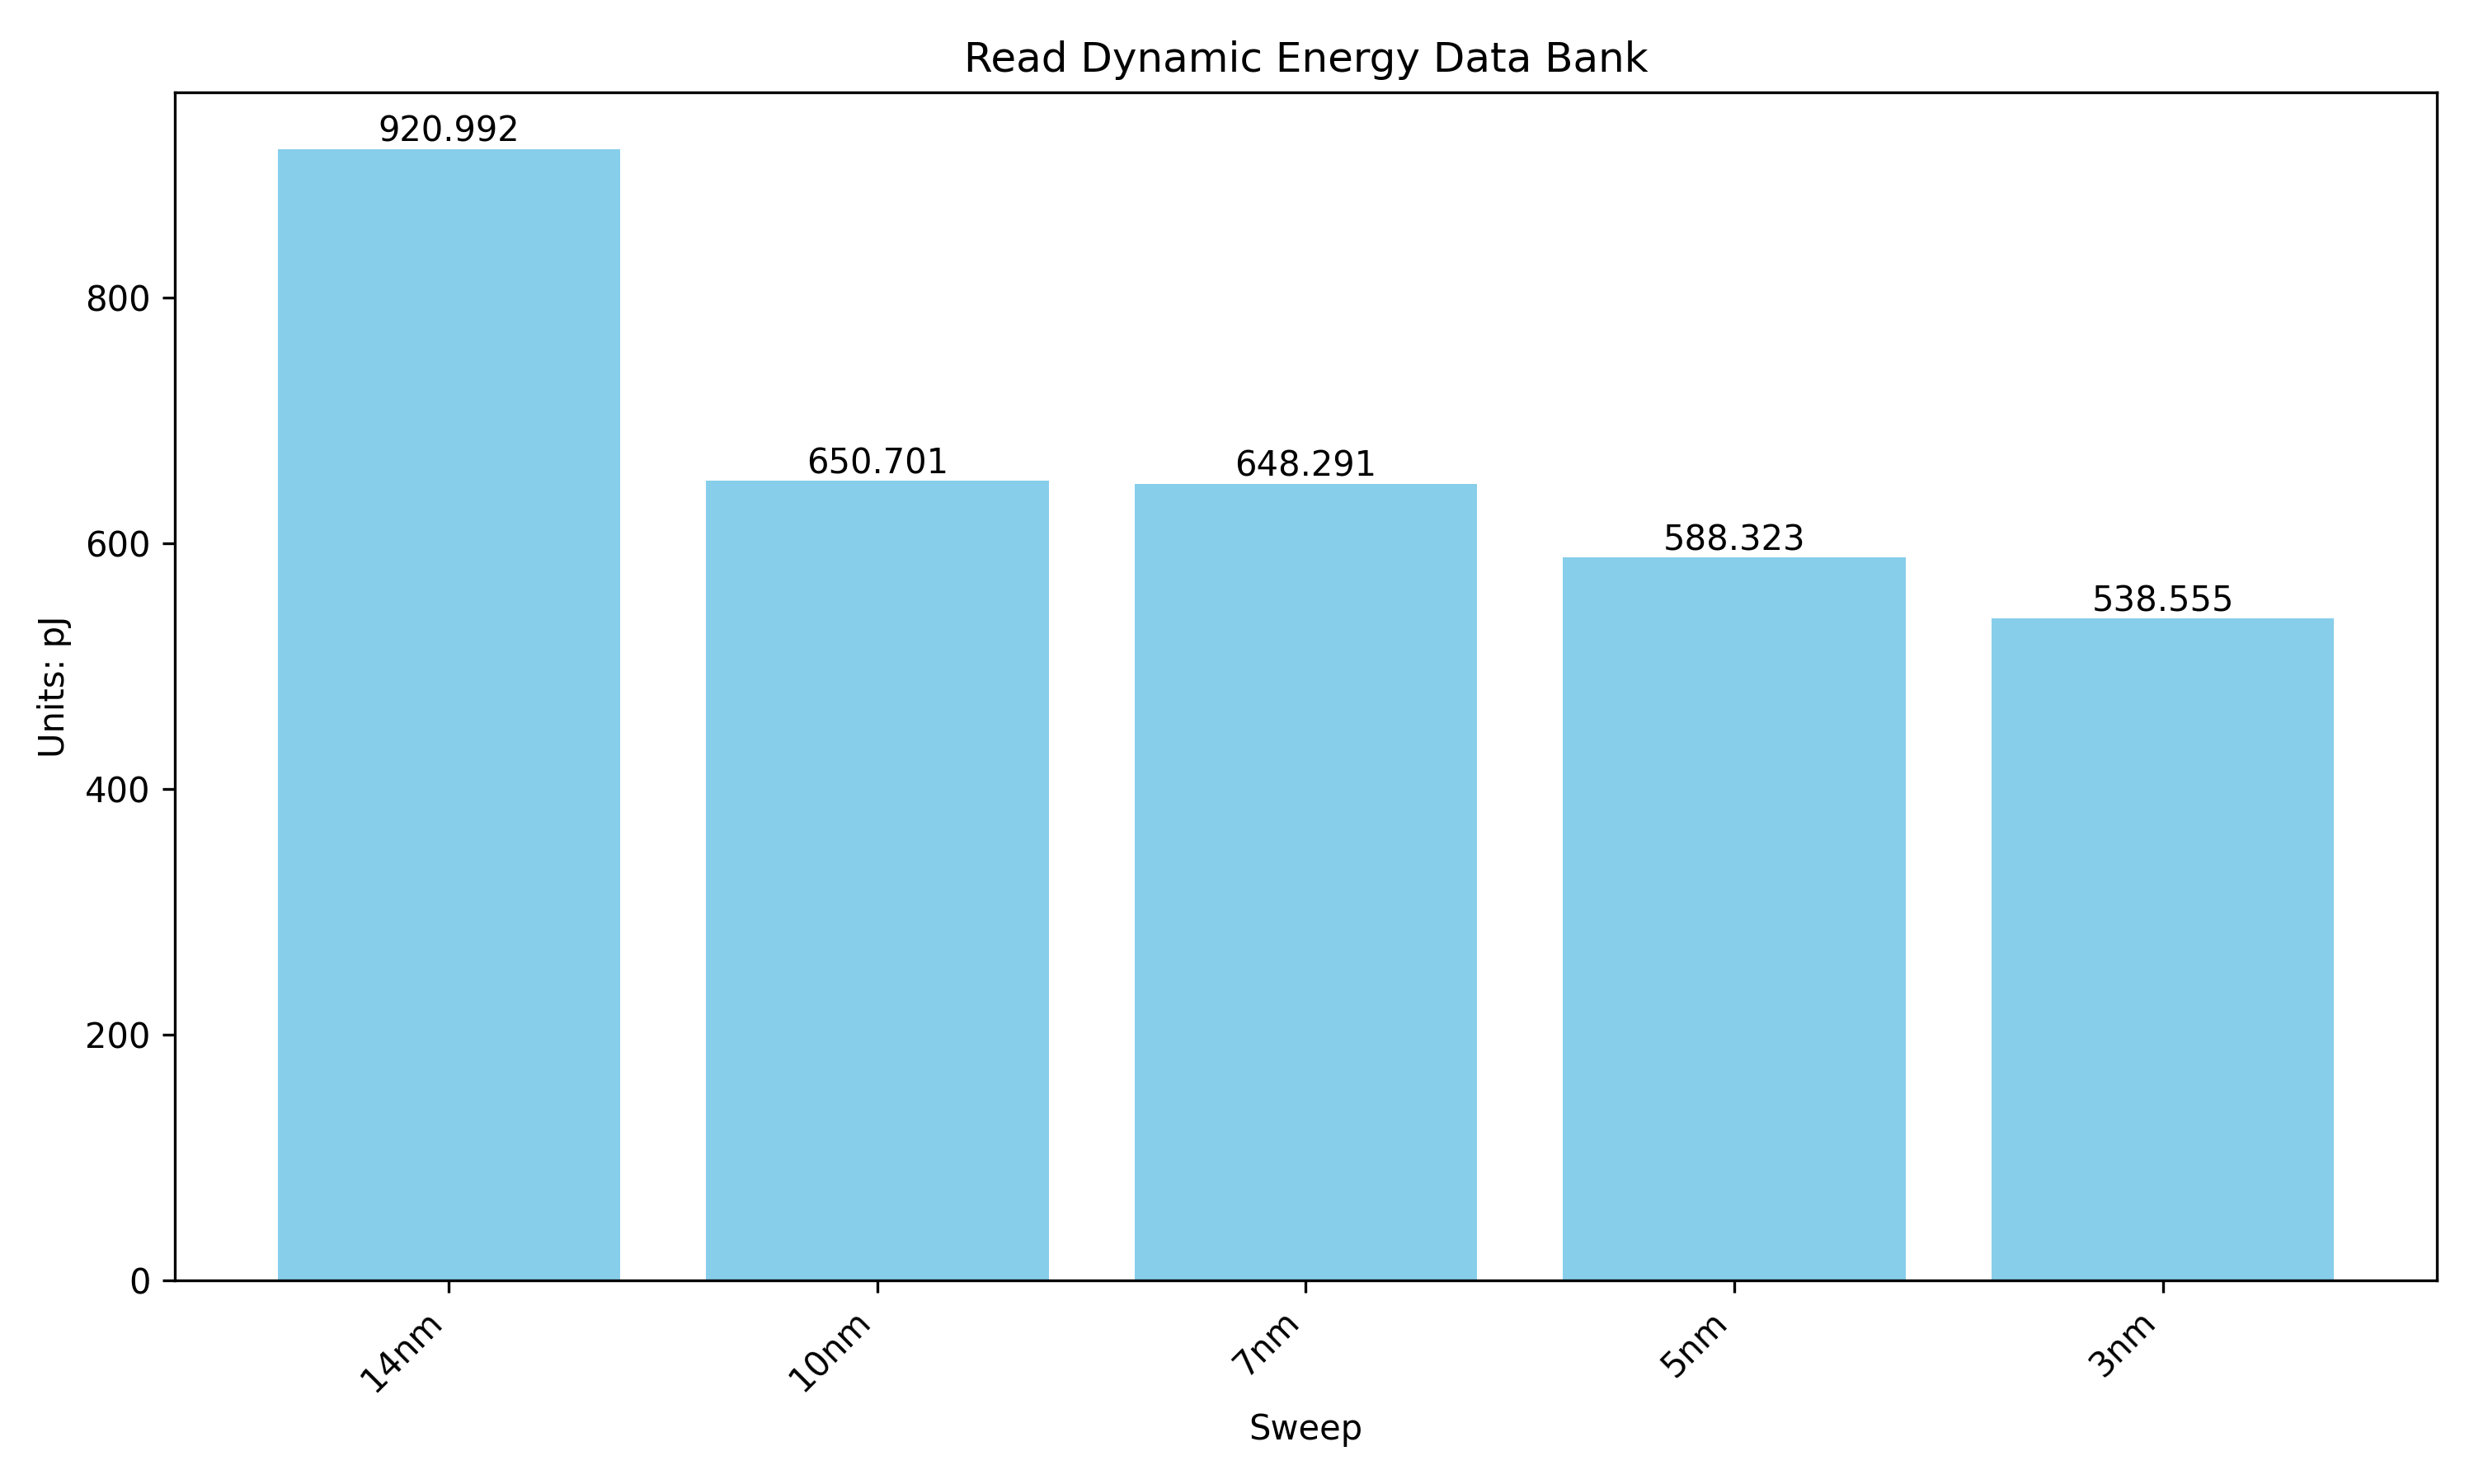 Read Dynamic Energy Data Bank
920.992
650.701
648.291
588.323
538.555
800
600
400
200
0
Units: pJ
14nm
10nm
7nm
5nm
3nm
Sweep